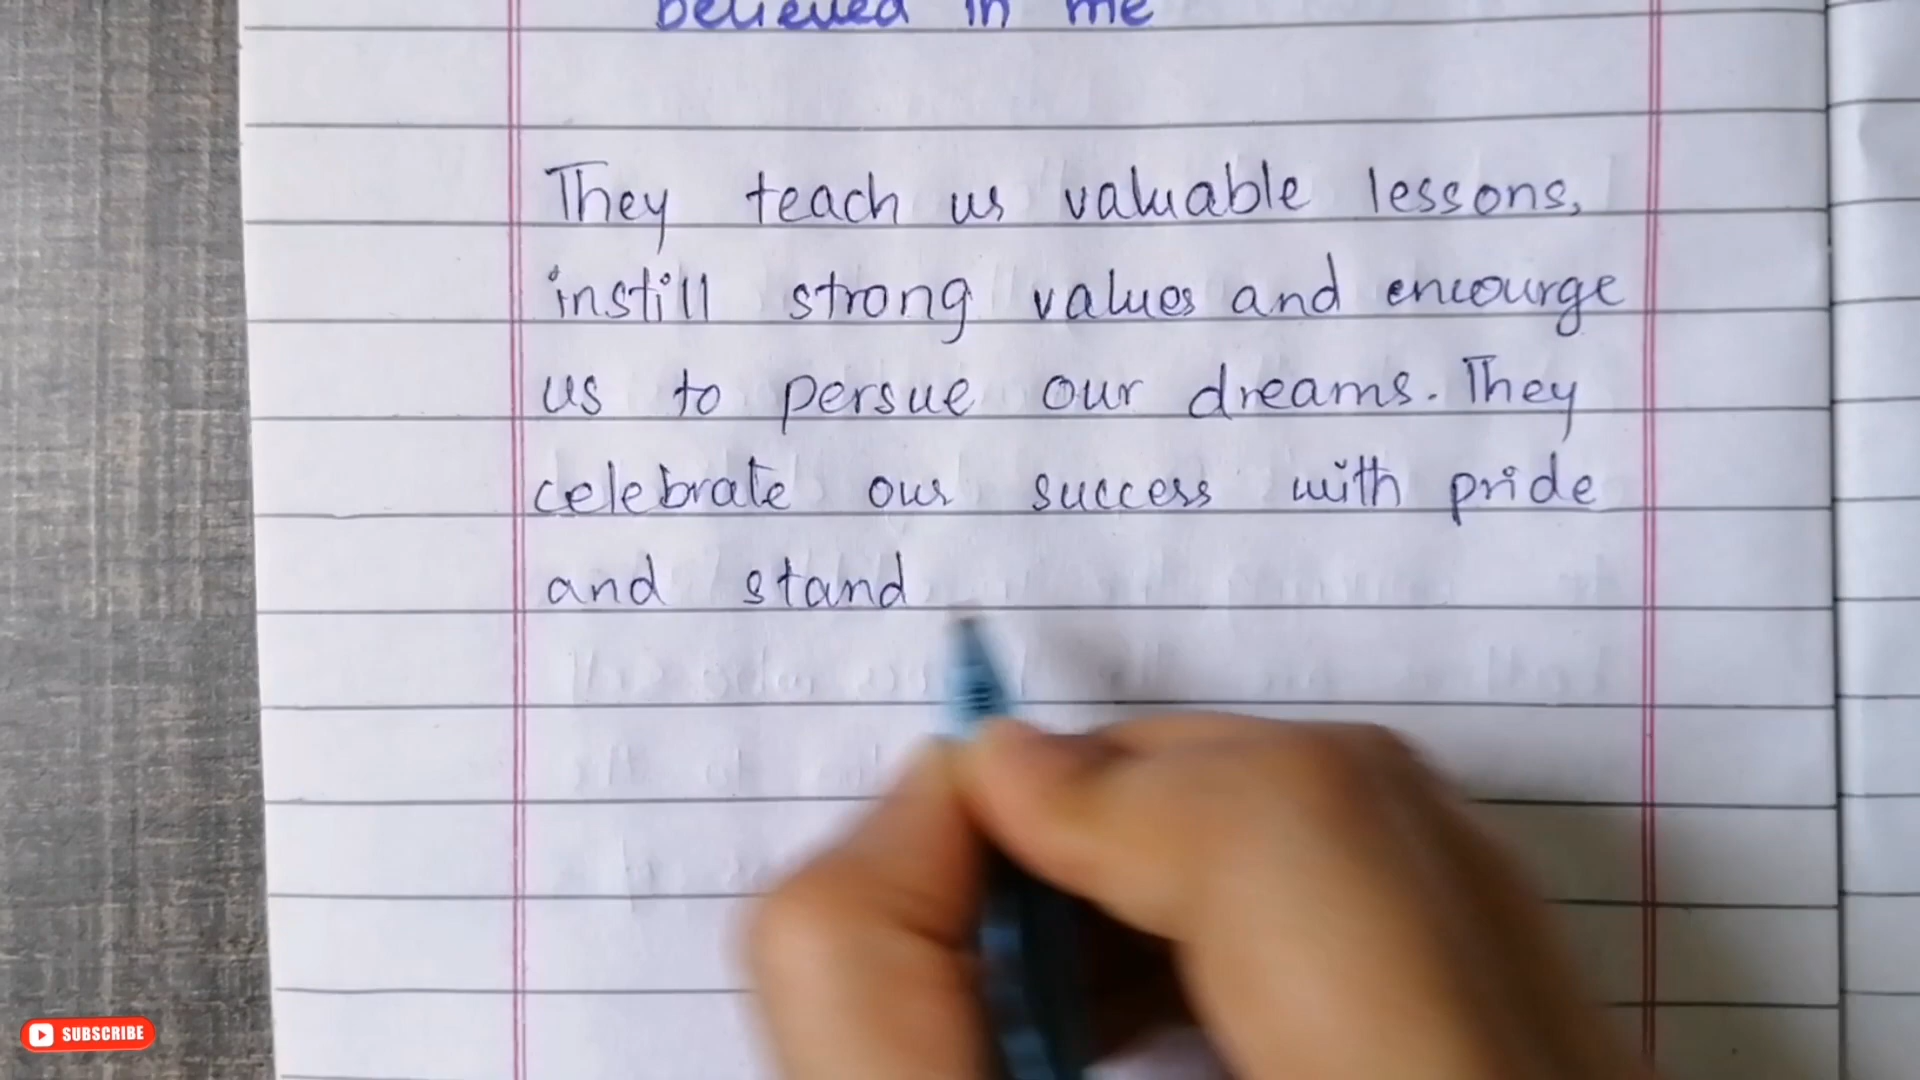 believed in me
They teach us valuable lessons,
instill strong values and encourge
us to persue our dreams. They
celebrate our success with pride
and stand
SUBSCRIBE